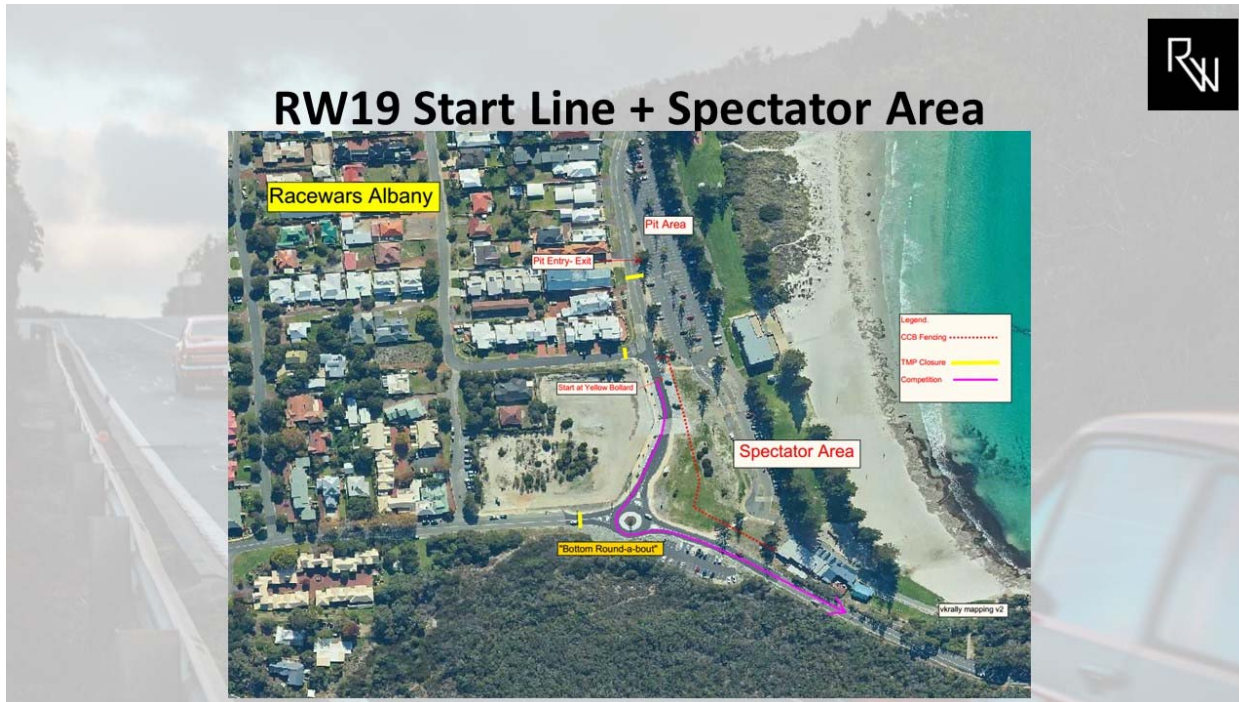 RW
RW19 Start Line + Spectator Area
Racewars Albany
Pit Area
Pit Entry- Exit
Legend.
CCB Fencing
TMP Closure
Competition
Start at Yellow Bollard
Spectator Area
"Bottom Round-a-bout"
vkrally mapping v2